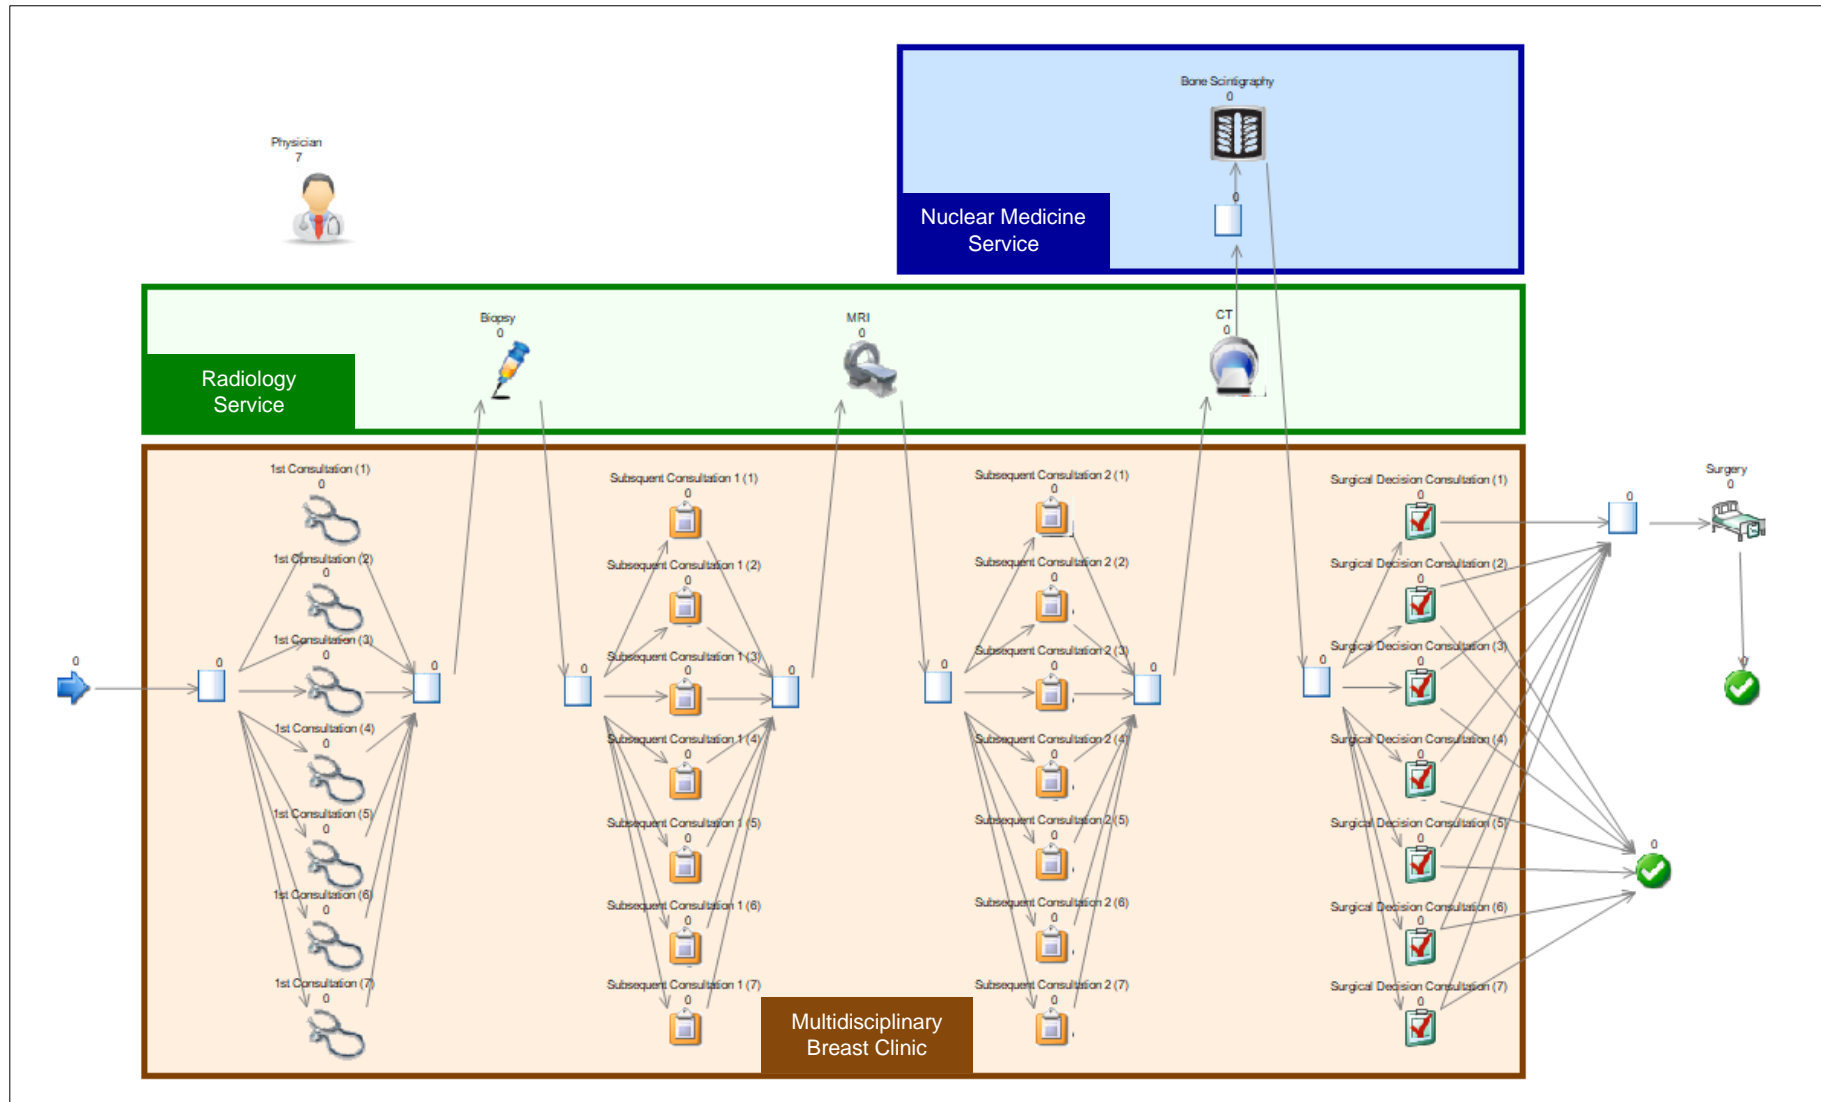 Bone Scintigraphy
0
Physician
7
0
Nuclear Medicine
Service
Biopsy
0
MRI
0
CT
0
Radiology
Service
1st Consultation (1)
0
Subsquent Consultation 1 (1)
0
Subsequent Consultation 2 (1)
0
Surgical Decision Consultation (1)
0
0
Surgery
0
1st Consultation (2)
0
Subsequent Consultation 1 (2)
0
Subsequent Consultation 2 (2)
0
Surgical Decision Consultation (2)
0
1st Consultation (3)
0
Subsequent Consultation 1 (3)
0
Subsequent Consultation 2 (3)
0
Surgical Decision Consultation (3)
0
0
0
0
0
0
0
0
0
0
1st Consultation (4)
0
Subsequent Consultation 1 (4)
0
Subsequent Consultation 2 (4)
0
Surgical Decision Consultation (4)
0
1st Consultation (5)
0
Subsequent Consultation 1 (5)
0
Subsequent Consultation 2 (5)
0
Surgical Decision Consultation (5)
0
0
1st Consultation (6)
0
Subsequent Consultation 1 (6)
0
Subsequent Consultation 2 (6)
0
Surgical Decision Consultation (6)
0
1st Consultation (7)
0
Subsequent Consultation 1 (7)
0
Subsequent Consultation 2 (7)
0
Surgical Decision Consultation (7)
0
Multidisciplinary
Breast Clinic